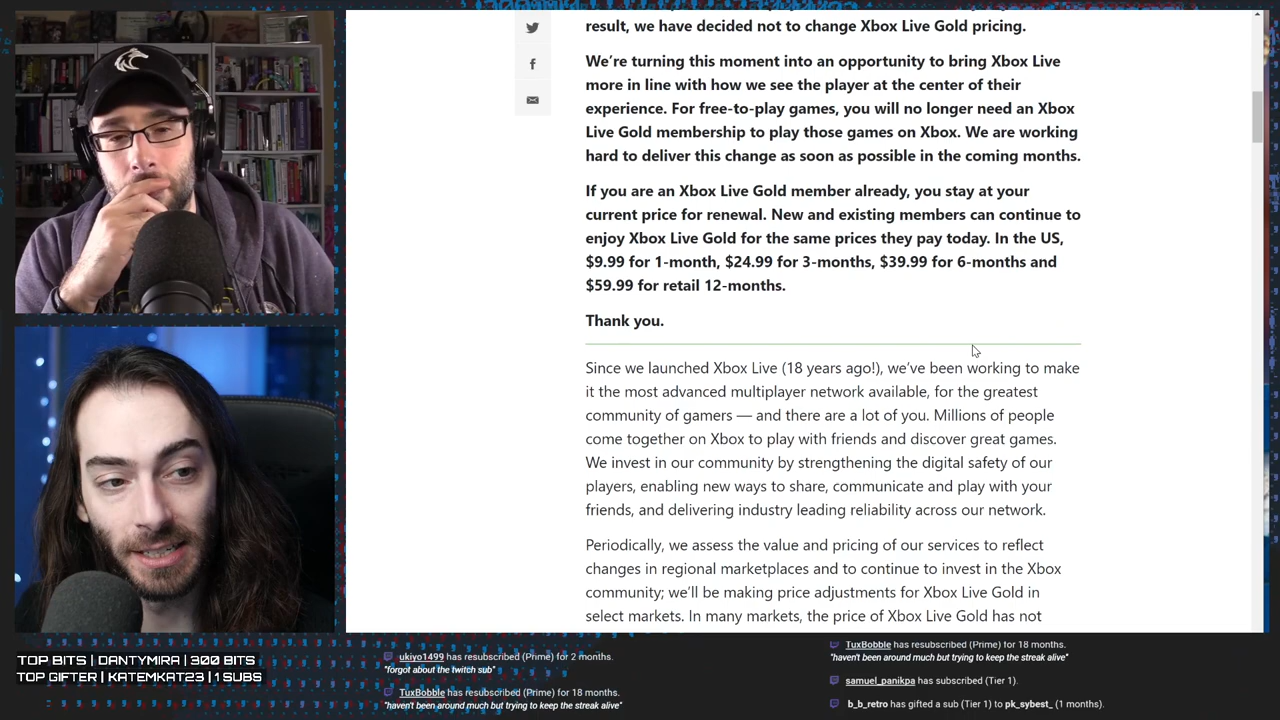 result, we have decided not to change Xbox Live Gold pricing.
We're turning this moment into an opportunity to bring Xbox Live
more in line with how we see the player at the center of their
experience. For free-to-play games, you will no longer need an Xbox
Live Gold membership to play those games on Xbox. We are working
hard to deliver this change as soon as possible in the coming months.
If you are an Xbox Live Gold member already, you stay at your
current price for renewal. New and existing members can continue to
enjoy Xbox Live Gold for the same prices they pay today. In the US,
$9.99 for 1-month, $24.99 for 3-months, $39.99 for 6-months and
$59.99 for retail 12-months.
Thank you.
Since we launched Xbox Live (18 years ago!), we've been working to make
it the most advanced multiplayer network available, for the greatest
community of gamers — and there are a lot of you. Millions of people
come together on Xbox to play with friends and discover great games.
We invest in our community by strengthening the digital safety of our
players, enabling new ways to share, communicate and play with your
friends, and delivering industry leading reliability across our network.
Periodically, we assess the value and pricing of our services to reflect
changes in regional marketplaces and to continue to invest in the Xbox
community; we'll be making price adjustments for Xbox Live Gold in
select markets. In many markets, the price of Xbox Live Gold has not
TOP BITS | DANTYMIRA | 300 BITS
TOP GIFTER | KATEMKAT23 | 1 SUBS
ukiyo1499 has resubscribed (Prime) for 2 months.
"forgot about the twitch sub"
TuxBobble has resubscribed (Prime) for 18 months.
"haven't been around much but trying to keep the streak alive"
TuxBobble has resubscribed (Prime) for 18 months.
"haven't been around much but trying to keep the streak alive"
samuel_panikpa has subscribed (Tier 1).
b_b_retro has gifted a sub (Tier 1) to pk_sybest_ (1 months).